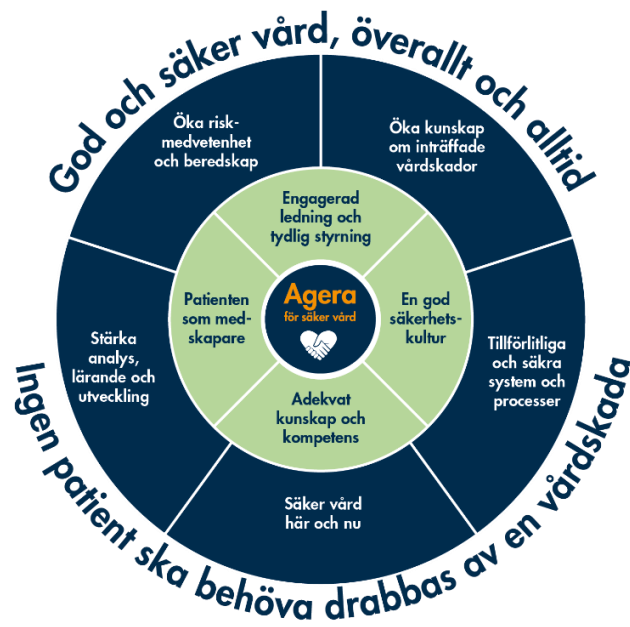 God och säker vård, överallt och alltid
Öka risk-
medvetenhet
och beredskap
Öka kunskap
om inträffade
vårdskador
Engagerad
ledning och
tydlig styrning
Patienten
som med-
skapare
Agera
för säker vård
En god
säkerhets-
kultur
Stärka
analys,
lärande och
utveckling
Tillförlitliga
och säkra
system och
processer
Adekvat
kunskap och
kompetens
Säker vård
här och nu
Ingen patient ska behöva drabbas av en vårdskada